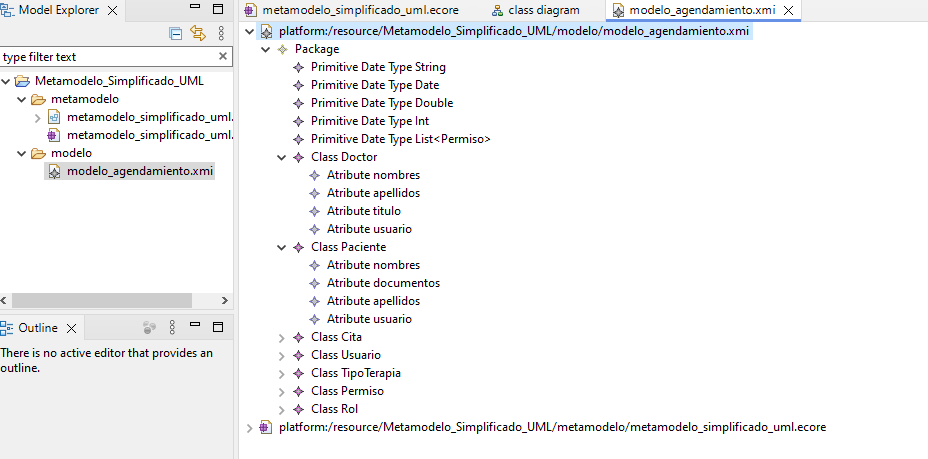 Model Explorer
type filter text
Metamodelo_Simplificado_UML
metamodelo
metamodelo_simplificado_uml.
metamodelo_simplificado_uml.
modelo
modelo_agendamiento.xmi
Outline
There is no active editor that provides an
outline.
metamodelo_simplificado_uml.ecore
class diagram
modelo_agendamiento.xmi
platform:/resource/Metamodelo_Simplificado_UML/modelo/modelo_agendamiento.xmi
Package
Primitive Date Type String
Primitive Date Type Date
Primitive Date Type Double
Primitive Date Type Int
Primitive Date Type List<Permiso>
Class Doctor
Atribute nombres
Atribute apellidos
Atribute titulo
Atribute usuario
Class Paciente
Atribute nombres
Atribute documentos
Atribute apellidos
Atribute usuario
Class Cita
Class Usuario
Class TipoTerapia
Class Permiso
Class Rol
platform:/resource/Metamodelo_Simplificado_UML/metamodelo/metamodelo_simplificado_uml.ecore